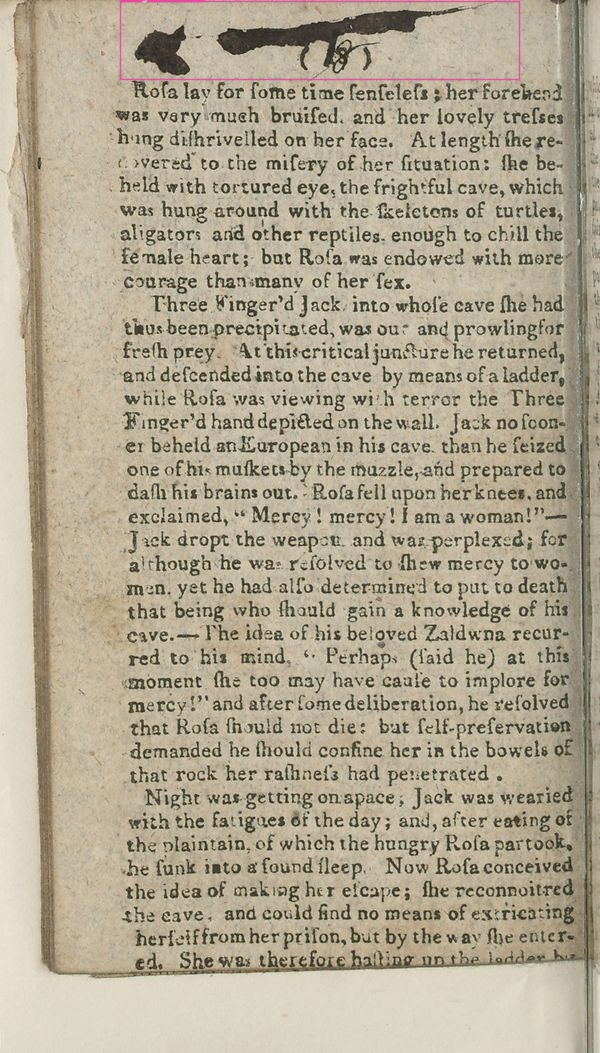 Roſa lay for ſome time ſenſeleſs; her Forehead
was very much bruiſed, and her lovely treſſes
hung diſhrivelled on her face. At length ſhe re-
covered to the miſery of her ſituation: ſhe be-
held with tortured eye, the frightful cave, which
was hung around with the ſkeletons of turtles,
aligators and other reptiles, enough to chill the
female heart; but Roſa was endowed with more
courage than many of her ſex.
Three Finger'd Jack, into whoſe cave ſhe had
thus been precipitated, was out and prowling for
freſh prey. At this critical juncture he returned,
and deſcended into the cave by means of a ladder,
while Roſa was viewing with terror the Three
Finger'd hand depicted on the wall. Jack no ſoon-
er beheld an European in his cave, than he ſeized
one of his muſkets by the muzzle, and prepared to
daſh his brains out. Roſa fell upon her knees, and
exclaimed, "Mercy! mercy! I am a woman!"—
Jack dropt the weapon, and was perplexed; for
although he was reſolved to ſhew mercy to wo-
men, yet he had alſo determined to put to death
that being who ſhould gain a knowledge of his
cave.—The idea of his beloved Zaldwna recur-
red to his mind, "Perhaps (ſaid he) at this
moment ſhe too may have cauſe to implore for
mercy!" and after ſome deliberation, he reſolved
that Roſa ſhould not die: but ſelf-preſervation
demanded he ſhould confine her in the bowels of
that rock her raſhneſs had penetrated.
Night was getting on apace; Jack was wearied
with the fatigues of the day; and, after eating of
the plaintain, of which the hungry Roſa partook,
he ſunk into a ſound ſleep. Now Roſa conceived
the idea of making her eſcape; ſhe reconnoitred
the cave, and could find no means of extricating
herſelf from her priſon, but by the way ſhe enter-
ed. She was therefore haſting up the ladder